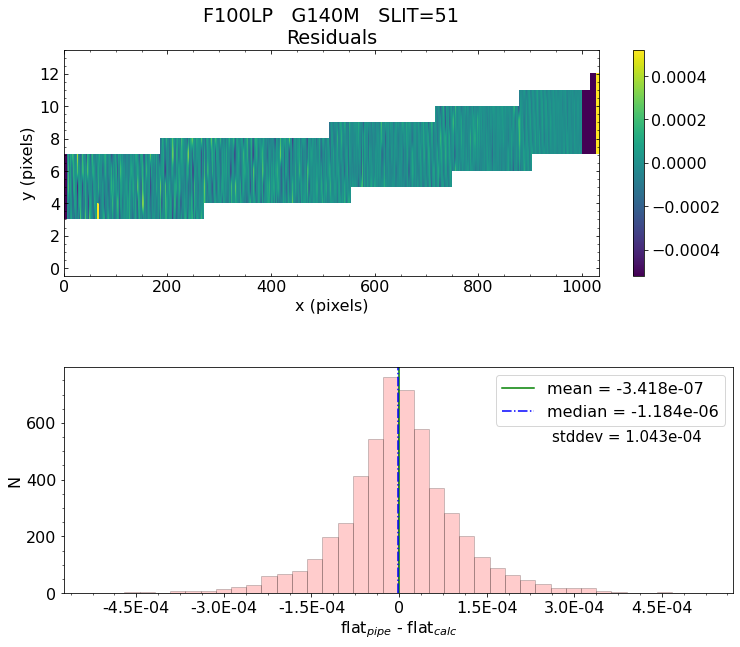 F100LP   G140M   SLIT=51
Residuals
y (pixels)
12
10
8
6
4
2
0
0 200 400 600 800 1000
x (pixels)
0.0004
0.0002
0.0000
−0.0002
−0.0004
N
600
400
200
0
mean = -3.418e-07
median = -1.184e-06
stddev = 1.043e-04
-4.5E-04 -3.0E-04 -1.5E-04 0 1.5E-04 3.0E-04 4.5E-04
flat_pipe - flat_calc